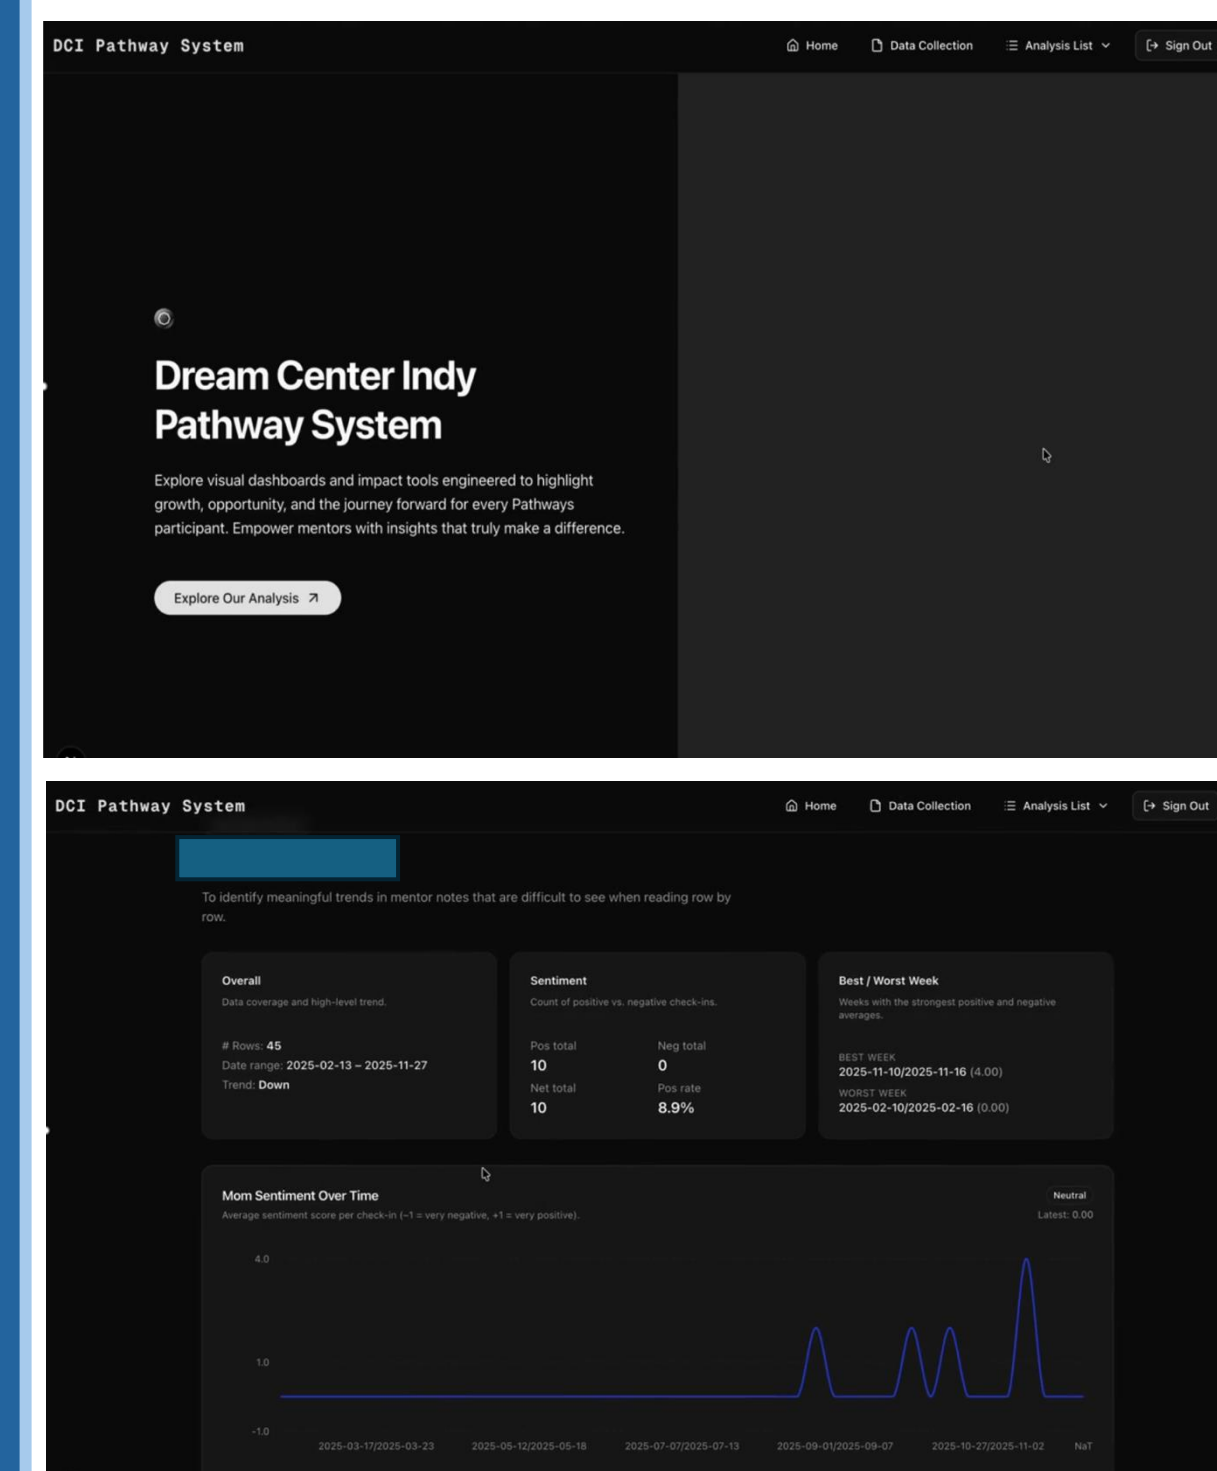 DCI Pathway System
Home
Data Collection
Analysis List
Sign Out
Dream Center Indy
Pathway System
Explore visual dashboards and impact tools engineered to highlight
growth, opportunity, and the journey forward for every Pathways
participant. Empower mentors with insights that truly make a difference.
Explore Our Analysis
DCI Pathway System
Home
Data Collection
Analysis List
Sign Out
To identify meaningful trends in mentor notes that are difficult to see when reading row by
row.
Overall
Data coverage and high-level trend.
# Rows: 45
Date range: 2025-02-13 – 2025-11-27
Trend: Down
Sentiment
Count of positive vs. negative check-ins.
Pos total
10
Neg total
0
Net total
10
Pos rate
8.9%
Best / Worst Week
Weeks with the strongest positive and negative
averages.
BEST WEEK
2025-11-10/2025-11-16 (4.00)
WORST WEEK
2025-02-10/2025-02-16 (0.00)
Mom Sentiment Over Time
Average sentiment score per check-in (–1 = very negative, +1 = very positive).
Neutral
Latest: 0.00
4.0
1.0
-1.0
2025-03-17/2025-03-23
2025-05-12/2025-05-18
2025-07-07/2025-07-13
2025-09-01/2025-09-07
2025-10-27/2025-11-02
NaT